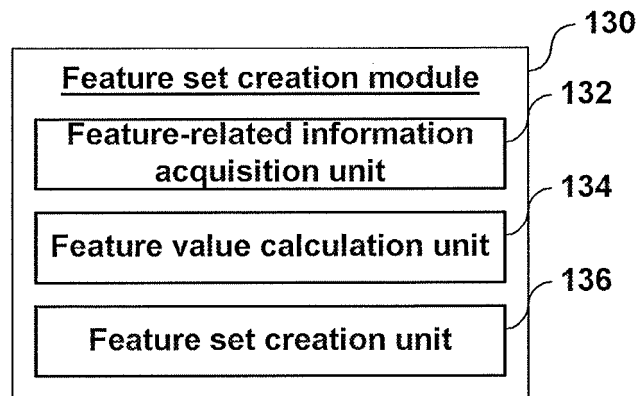 130
Feature set creation module
132
Feature-related information
acquisition unit
134
Feature value calculation unit
136
Feature set creation unit